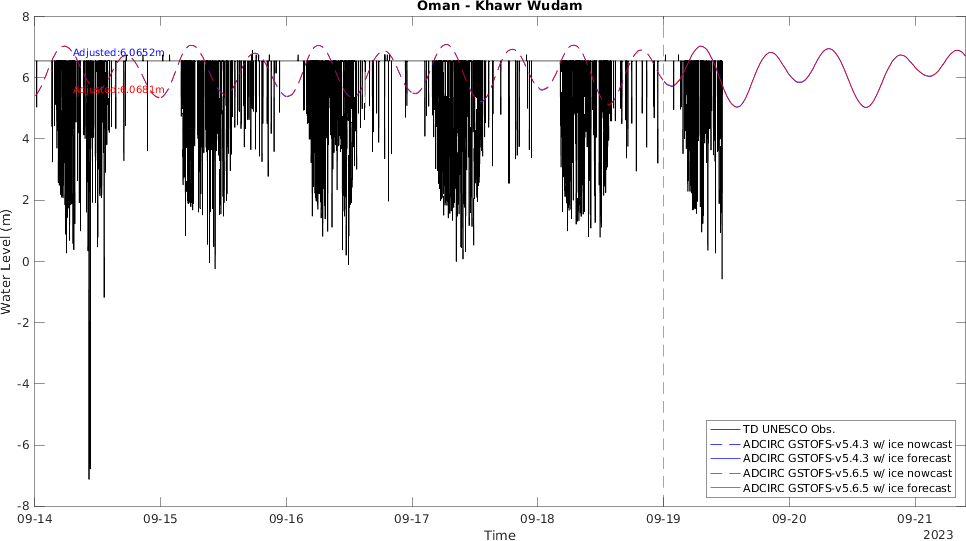 Oman - Khawr Wudam
8
6
4
2
0
-2
-4
-6
-8
Water Level (m)
Adjusted:6.0652m
Adjusted:6.0681m
TD UNESCO Obs.
ADCIRC GSTOFS-v5.4.3 w/ ice nowcast
ADCIRC GSTOFS-v5.4.3 w/ ice forecast
ADCIRC GSTOFS-v5.6.5 w/ ice nowcast
ADCIRC GSTOFS-v5.6.5 w/ ice forecast
09-14 09-15 09-16 09-17 09-18 09-19 09-20 09-21
Time
2023